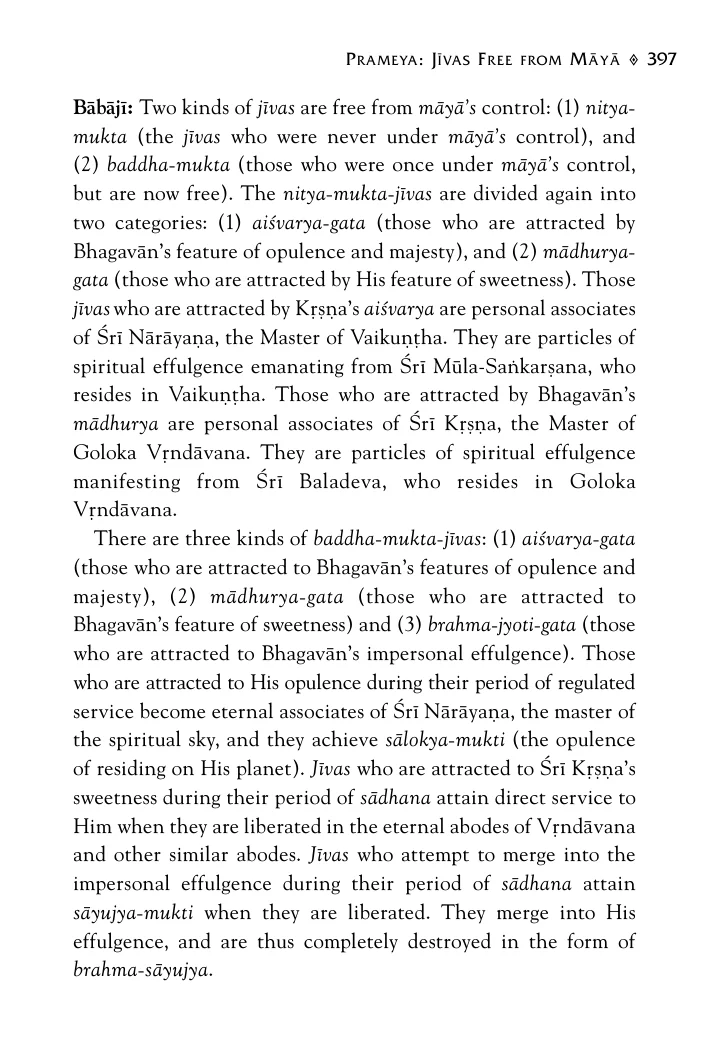 Prameya: Jīvas Free from Māyā 397
Bābājī: Two kinds of jīvas are free from māyā's control: (1) nitya-
mukta (the jīvas who were never under māyā's control), and
(2) baddha-mukta (those who were once under māyā's control,
but are now free). The nitya-mukta-jīvas are divided again into
two categories: (1) aiśvarya-gata (those who are attracted by
Bhagavān's feature of opulence and majesty), and (2) mādhurya-
gata (those who are attracted by His feature of sweetness). Those
jīvas who are attracted by Kṛṣṇa's aiśvarya are personal associates
of Śrī Nārāyaṇa, the Master of Vaikuṇṭha. They are particles of
spiritual effulgence emanating from Śrī Mūla-Saṅkarṣana, who
resides in Vaikuṇṭha. Those who are attracted by Bhagavān's
mādhurya are personal associates of Śrī Kṛṣṇa, the Master of
Goloka Vṛndāvana. They are particles of spiritual effulgence
manifesting from Śrī Baladeva, who resides in Goloka
Vṛndāvana.
There are three kinds of baddha-mukta-jīvas: (1) aiśvarya-gata
(those who are attracted to Bhagavān's features of opulence and
majesty), (2) mādhurya-gata (those who are attracted to
Bhagavān's feature of sweetness) and (3) brahma-jyoti-gata (those
who are attracted to Bhagavān's impersonal effulgence). Those
who are attracted to His opulence during their period of regulated
service become eternal associates of Śrī Nārāyaṇa, the master of
the spiritual sky, and they achieve sālokya-mukti (the opulence
of residing on His planet). Jīvas who are attracted to Śrī Kṛṣṇa's
sweetness during their period of sādhana attain direct service to
Him when they are liberated in the eternal abodes of Vṛndāvana
and other similar abodes. Jīvas who attempt to merge into the
impersonal effulgence during their period of sādhana attain
sāyujya-mukti when they are liberated. They merge into His
effulgence, and are thus completely destroyed in the form of
brahma-sāyujya.